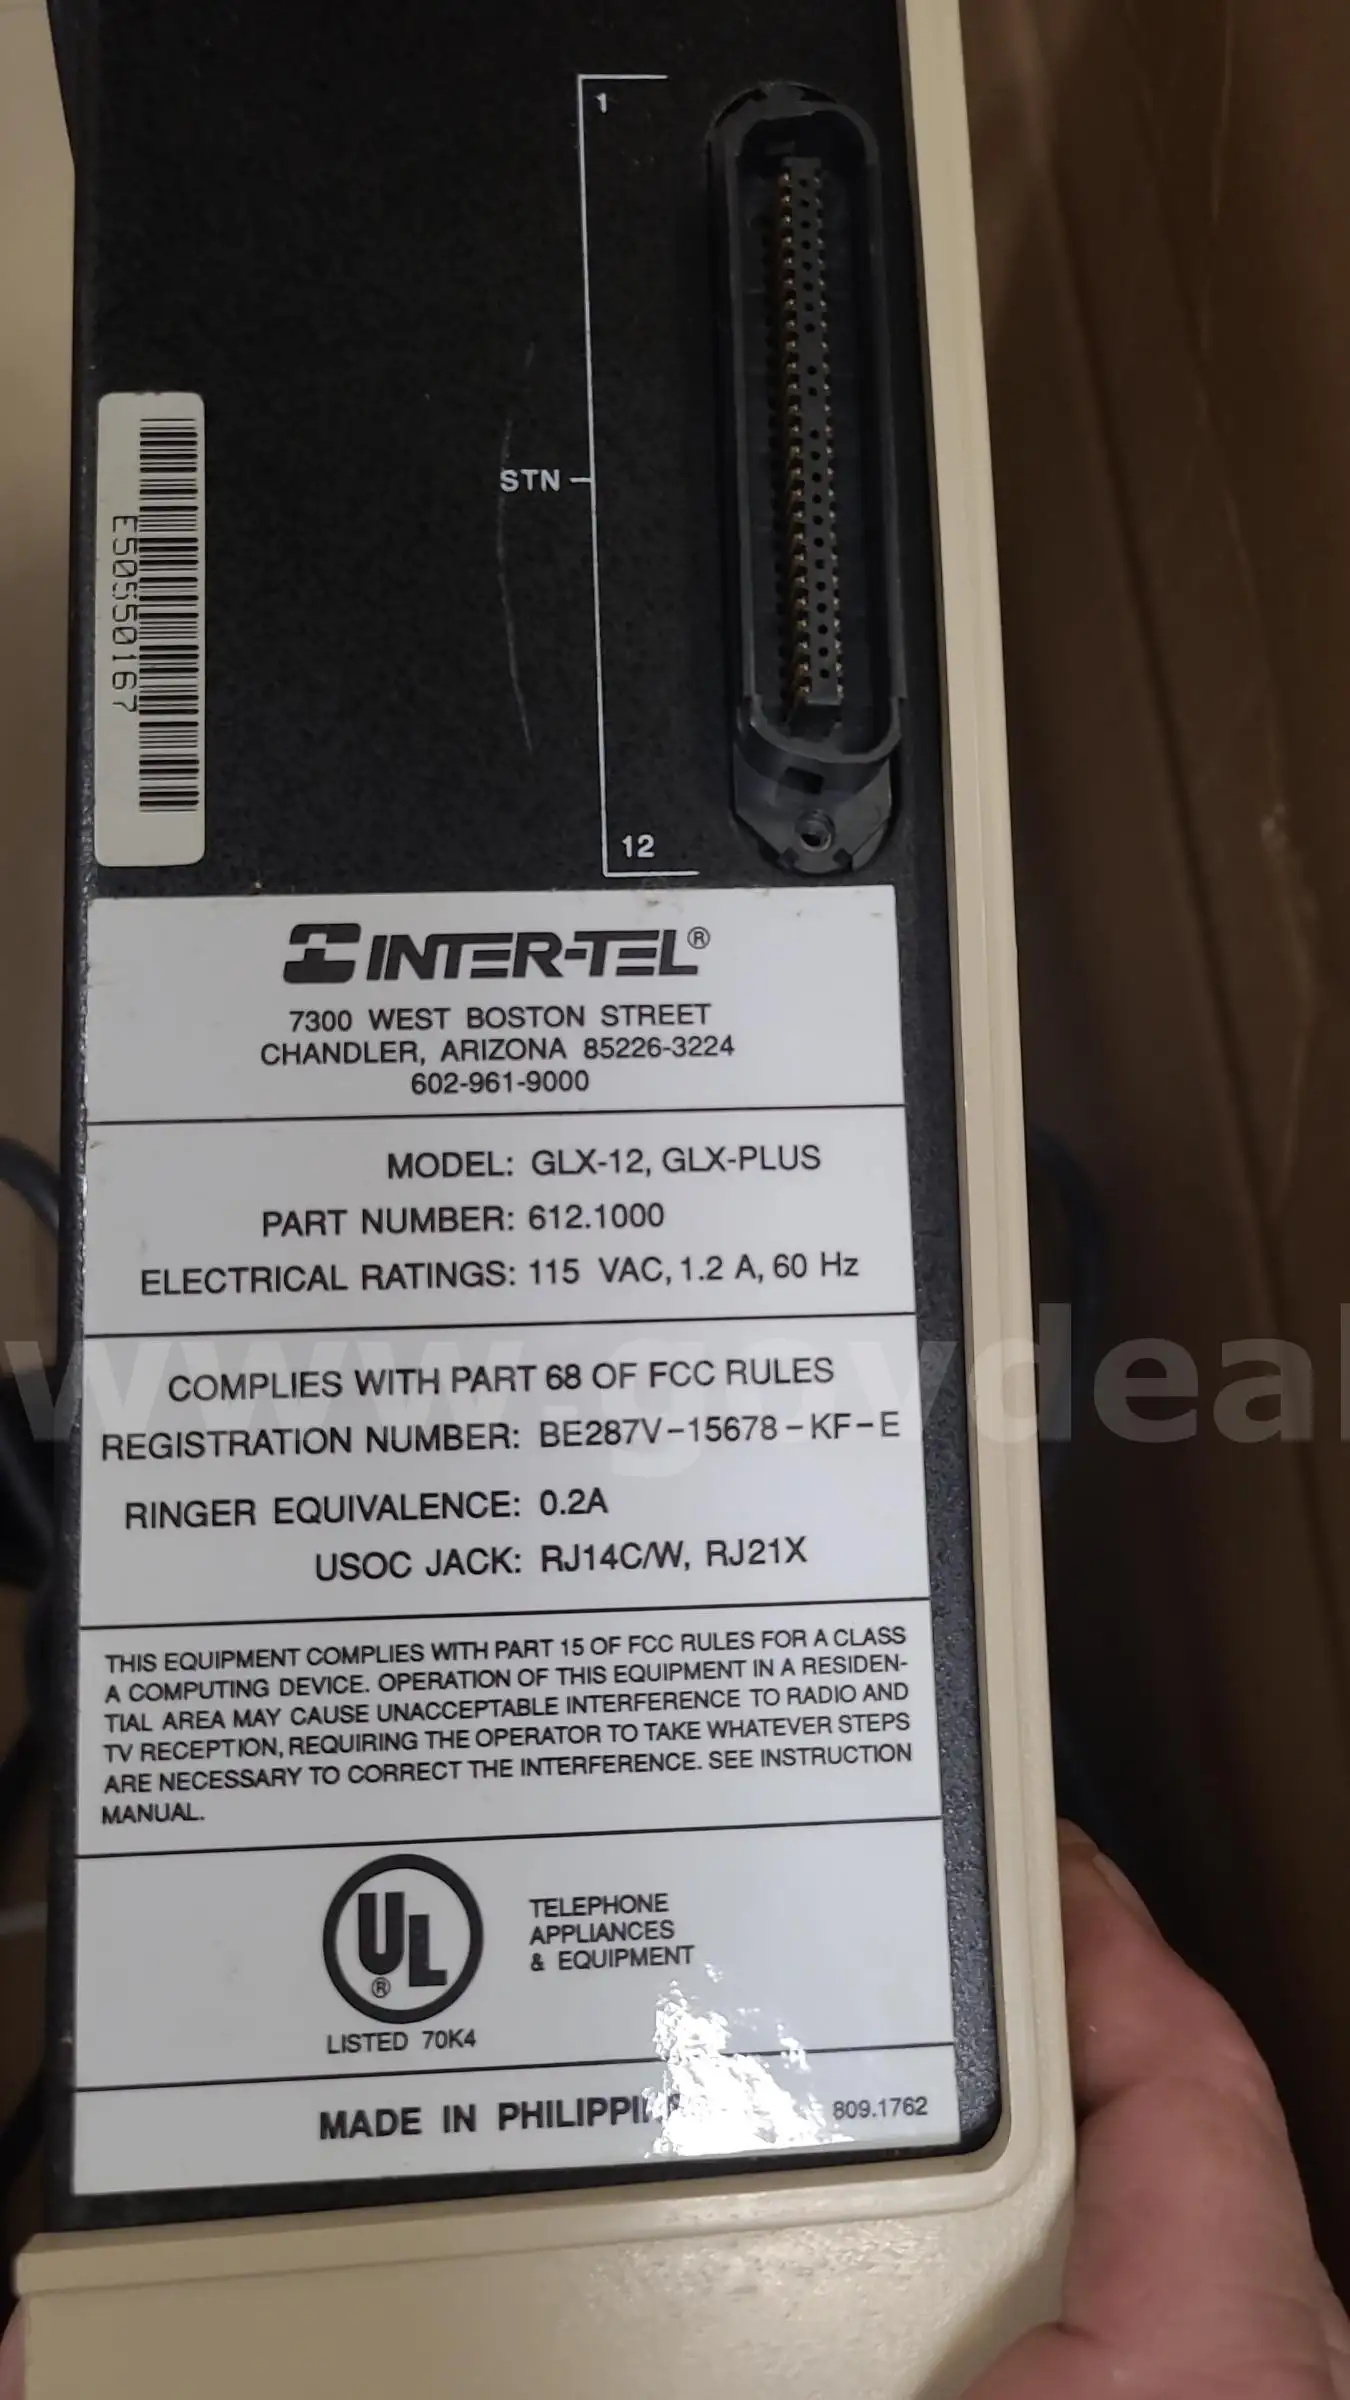 1
STN
12
E50550167
INTER-TEL®
7300 WEST BOSTON STREET
CHANDLER, ARIZONA 85226-3224
602-961-9000
MODEL: GLX-12, GLX-PLUS
PART NUMBER: 612.1000
ELECTRICAL RATINGS: 115 VAC, 1.2 A, 60 Hz
COMPLIES WITH PART 68 OF FCC RULES
REGISTRATION NUMBER: BE287V-15678-KF-E
RINGER EQUIVALENCE: 0.2A
USOC JACK: RJ14C/W, RJ21X
THIS EQUIPMENT COMPLIES WITH PART 15 OF FCC RULES FOR A CLASS
A COMPUTING DEVICE. OPERATION OF THIS EQUIPMENT IN A RESIDEN-
TIAL AREA MAY CAUSE UNACCEPTABLE INTERFERENCE TO RADIO AND
TV RECEPTION, REQUIRING THE OPERATOR TO TAKE WHATEVER STEPS
ARE NECESSARY TO CORRECT THE INTERFERENCE. SEE INSTRUCTION
MANUAL.
UL®
TELEPHONE
APPLIANCES
& EQUIPMENT
LISTED 70K4
MADE IN
809.1762